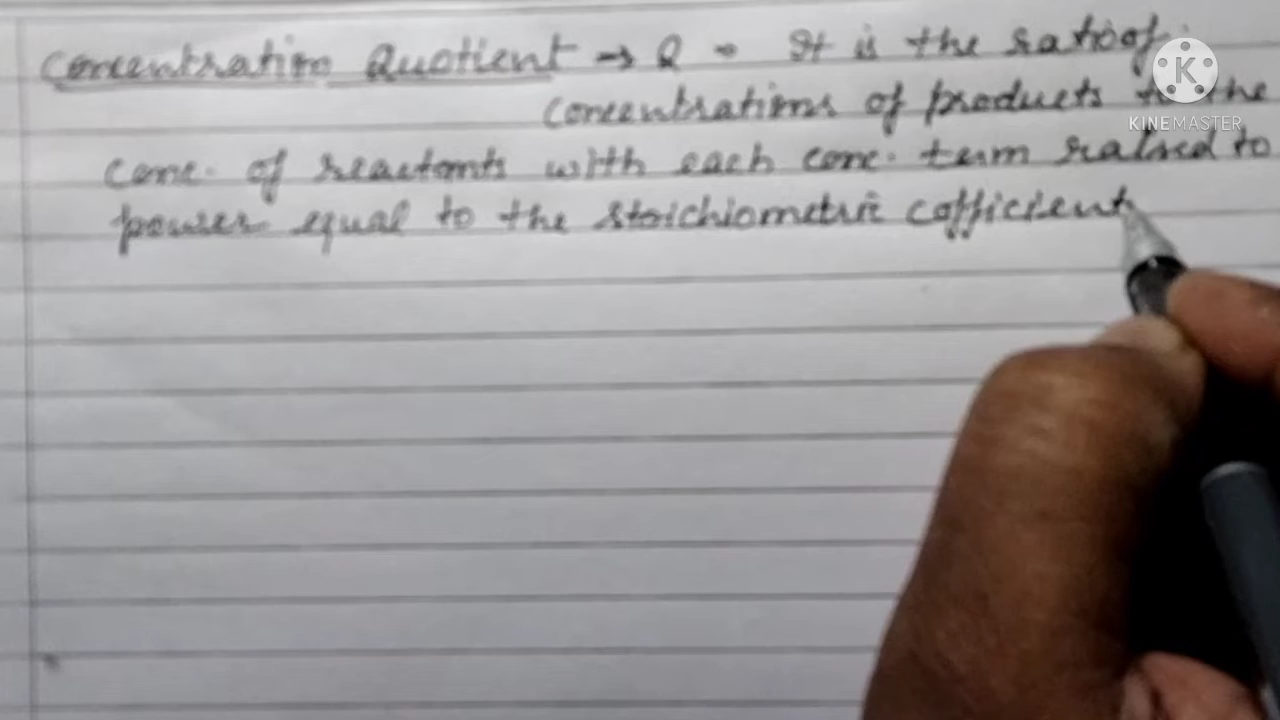 Concentration Quotient → Q - It is the ratio of
concentrations of products to the
conc. of reactants with each conc. term raised to
power equal to the stoichiometric cofficient
KINEMASTER